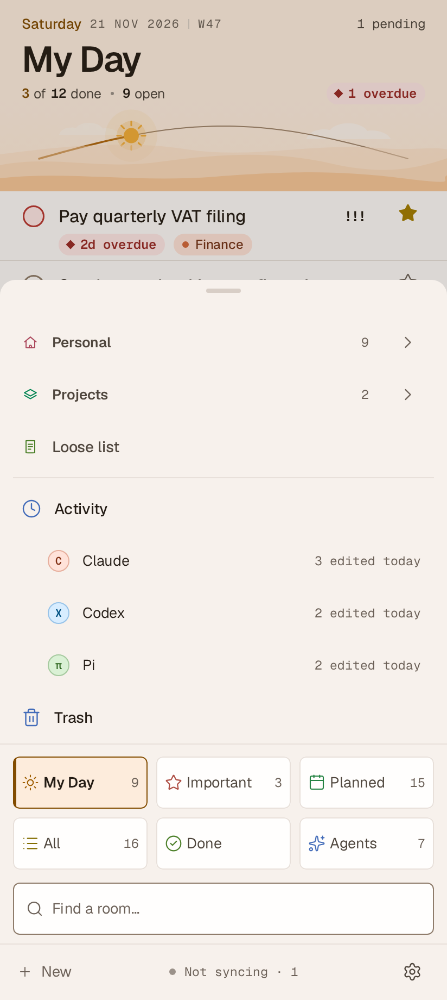 Saturday 21 NOV 2026 | W47 1 pending
My Day
3 of 12 done • 9 open ◆ 1 overdue
Pay quarterly VAT filing !!!
◆ 2d overdue ● Finance
Personal 9
Projects 2
Loose list
Activity
C Claude 3 edited today
X Codex 2 edited today
π Pi 2 edited today
Trash
My Day 9 Important 3 Planned 15
All 16 Done Agents 7
Find a room...
+ New ● Not syncing · 1